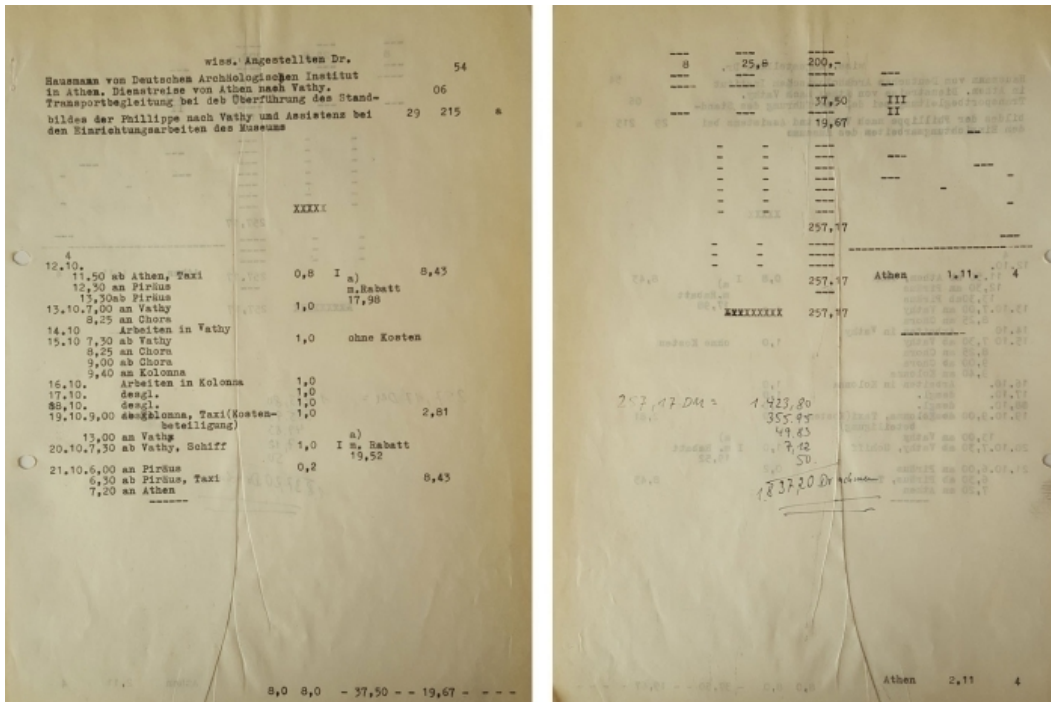 wiss. Angestellten Dr.
54
Hausmann von Deutschem Archäologischen Institut
in Athen. Dienstreise von Athen nach Vathy.
06
Transportbegleitung bei deb Überführung des Stand-
bildes der Phillippe nach Vathy und Assistenz bei 29 215 a
den Einrichtungsarbeiten des Museums
XXXXX
4
12.10.
11.50 ab Athen, Taxi 0,8 I a) 8,43
12,30 an Piräus m.Rabatt
13,30ab Piräus 17,98
13.10.7,00 an Vathy 1,0
8,25 an Chora
14.10 Arbeiten in Vathy
15.10 7,30 ab Vathy 1,0 ohne Kosten
8,25 an Chora
9,00 ab Chora
9,40 am Kolonna
16.10. Arbeiten in Kolonna 1,0
17.10. desgl. 1,0
88,10. desgl. 1,0
19.10.9,00 Kolonna, Taxi(Kosten- 1,0 2,81
beteiligung)
13,00 an Vathy a)
20.10.7,30 ab Vathy, Schiff 1,0 I m. Rabatt
19,52
21.10.6,00 an Piräus 0,2
6,30 ab Piräus, Taxi 8,43
7,20 an Athen
------
8,0 8,0 - 37,50 - - 19,67 - - - -
--- --- ----
8 25,8 200,-
--- --- ---- ---
37,50 III
---- II
19,67
257,17
257,17 Athen 1.11. 4
XXXXXXXXX 257,17
257,17 DM = 1.423,80
355.95
49.83
7,12
50.
1.837,20 Drachmen
Athen 2.11 4